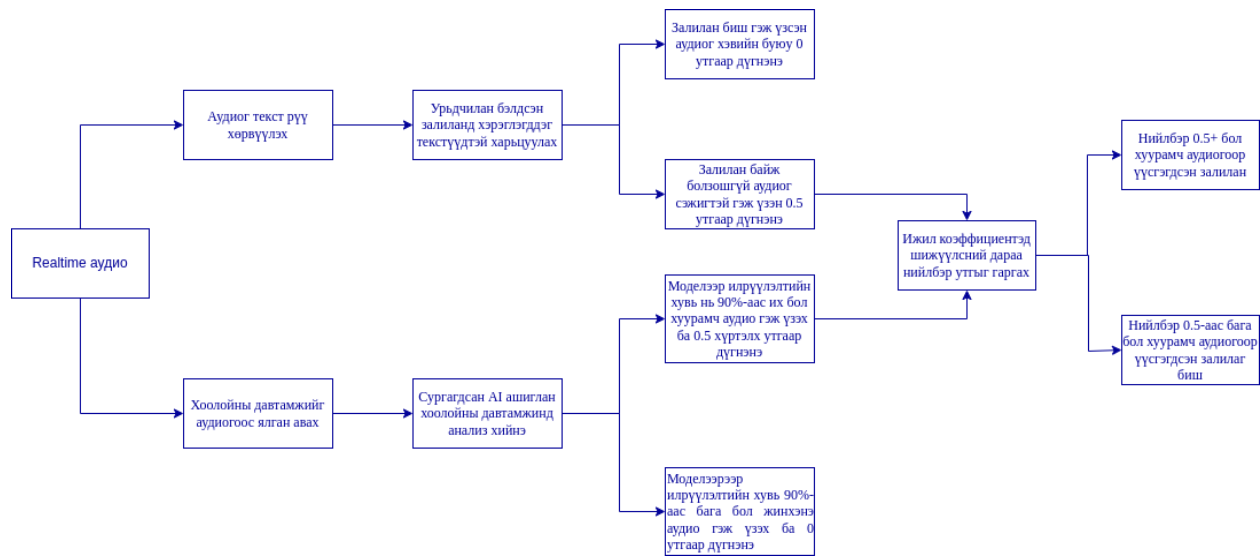 Realtime аудио
Аудиог текст рүү
хөрвүүлэх
Урьдчилан бэлдсэн
залиланд хэрэглэгддэг
текстүүдтэй харьцуулах
Залилан биш гэж үзсэн
аудиог хэвийн буюу 0
утгаар дүгнэнэ
Залилан байж
болзошгүй аудиог
сэжигтэй гэж үзэн 0.5
утгаар дүгнэнэ
Хоолойны давтамжийг
аудиогоос ялган авах
Сургагдсан AI ашиглан
хоолойны давтамжинд
анализ хийнэ
Моделээр илрүүлэлтийн
хувь нь 90%-аас их бол
хуурамч аудио гэж үзэх
ба 0.5 хүртэлх утгаар
дүгнэнэ
Моделээрээр
илрүүлэлтийн хувь 90%-
аас бага бол жинхэнэ
аудио гэж үзэх ба 0
утгаар дүгнэнэ
Ижил коэффициентэд
шижүүлсний дараа
нийлбэр утгыг гаргах
Нийлбэр 0.5+ бол
хуурамч аудиогоор
үүсгэгдсэн залилан
Нийлбэр 0.5-аас бага
бол хуурамч аудиогоор
үүсгэгдсэн залилаг
биш